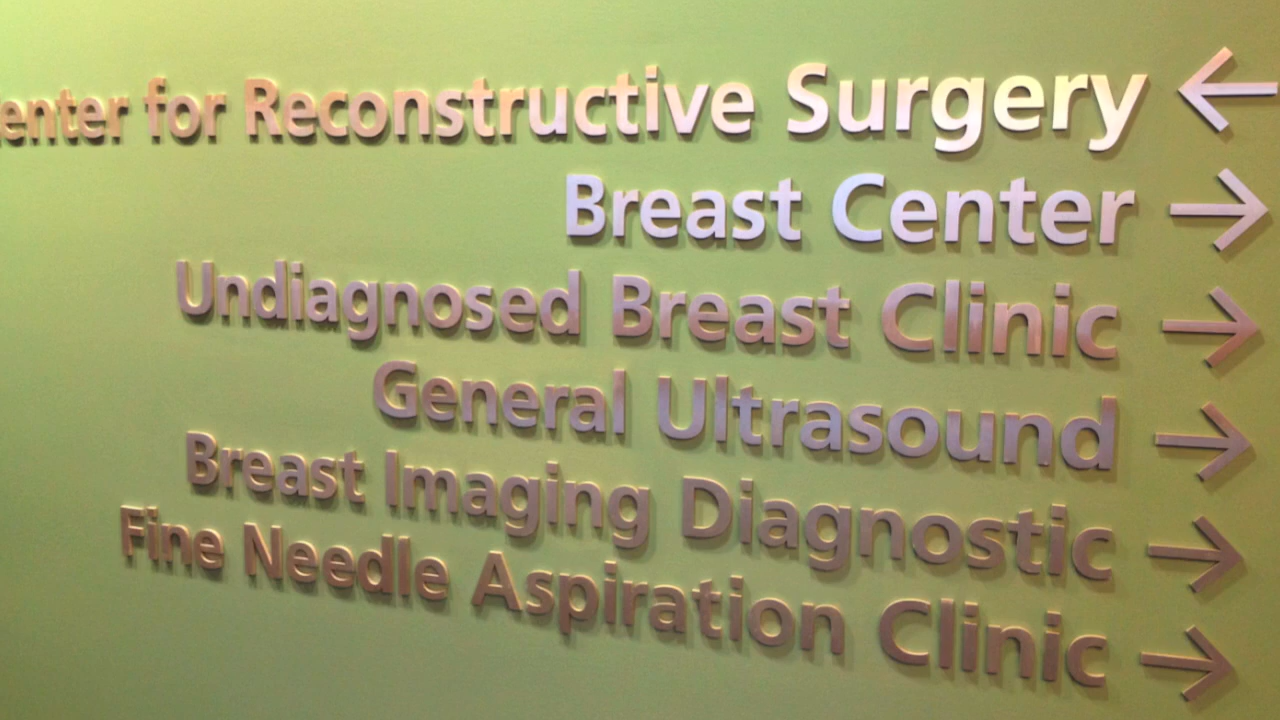 enter for Reconstructive Surgery ←
Breast Center →
Undiagnosed Breast Clinic →
General Ultrasound →
Breast Imaging Diagnostic →
Fine Needle Aspiration Clinic →